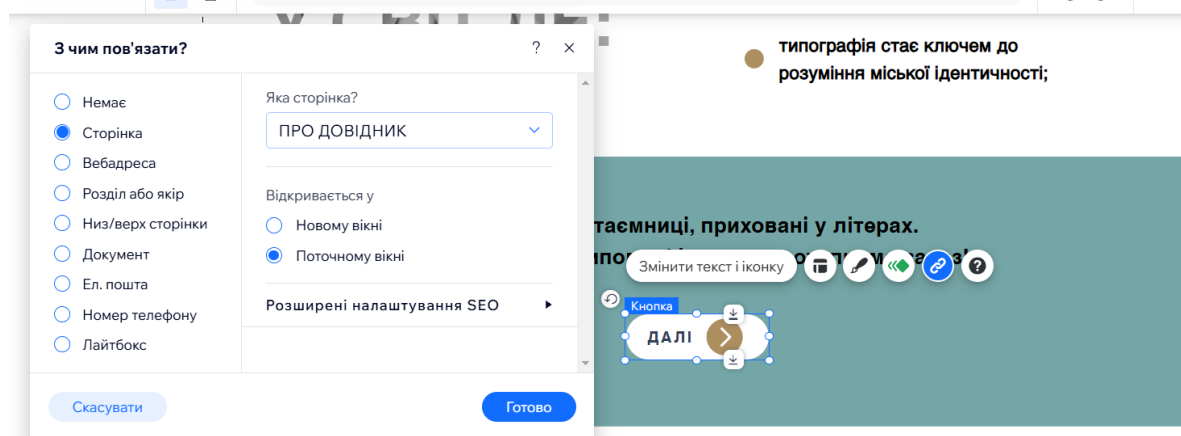 У СВІТЛІ:
З чим пов'язати?
?
Немає
Сторінка
Вебадреса
Розділ або якір
Низ/верх сторінки
Документ
Ел. пошта
Номер телефону
Лайтбокс
Яка сторінка?
ПРО ДОВІДНИК
Відкривається у
Новому вікні
Поточному вікні
Розширені налаштування SEO
Скасувати
Готово
типографія стає ключем до
розуміння міської ідентичності;
таємниці, приховані у літерах.
Змінити текст і іконку
?
Кнопка
ДАЛІ